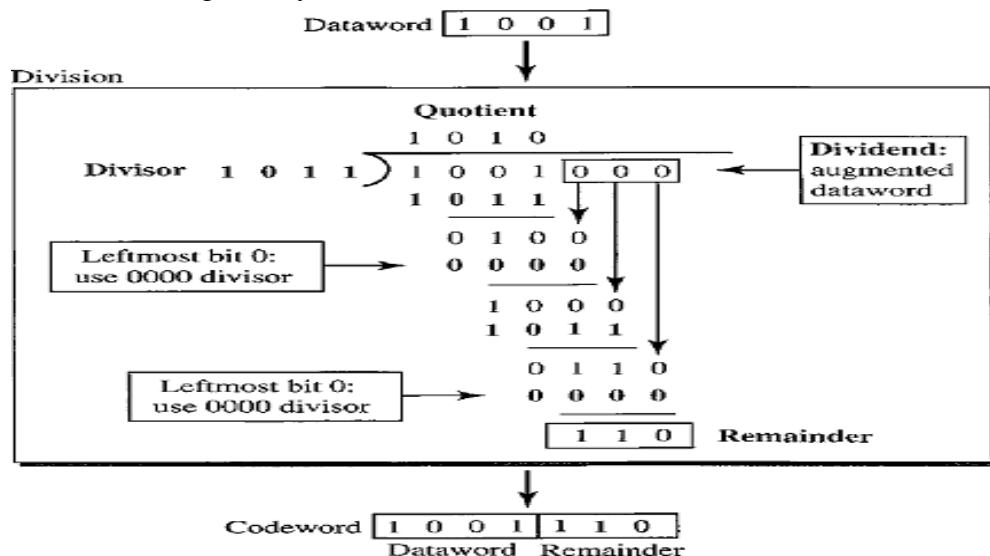 Dataword 1 0 0 1
Division
Quotient
1 0 1 0
Divisor 1 0 1 1 1 0 0 1 0 0 0
Dividend:
augmented
dataword
1 0 1 1
0 1 0 0
Leftmost bit 0:
use 0000 divisor
0 0 0 0
1 0 0 0
1 0 1 1
0 1 1 0
Leftmost bit 0:
use 0000 divisor
0 0 0 0
1 1 0 Remainder
Codeword 1 0 0 1 1 1 0
Dataword Remainder